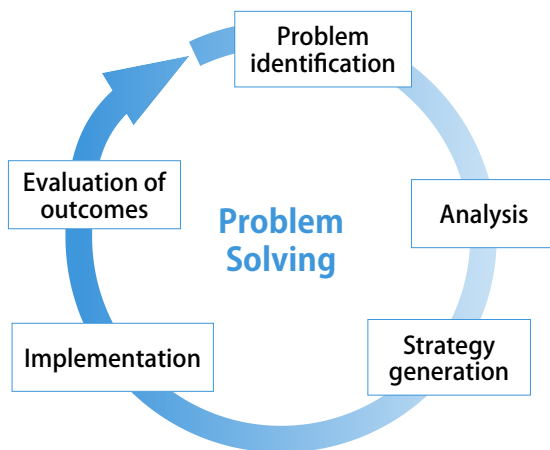 Problem
identification
Analysis
Strategy
generation
Implementation
Evaluation of
outcomes
Problem
Solving